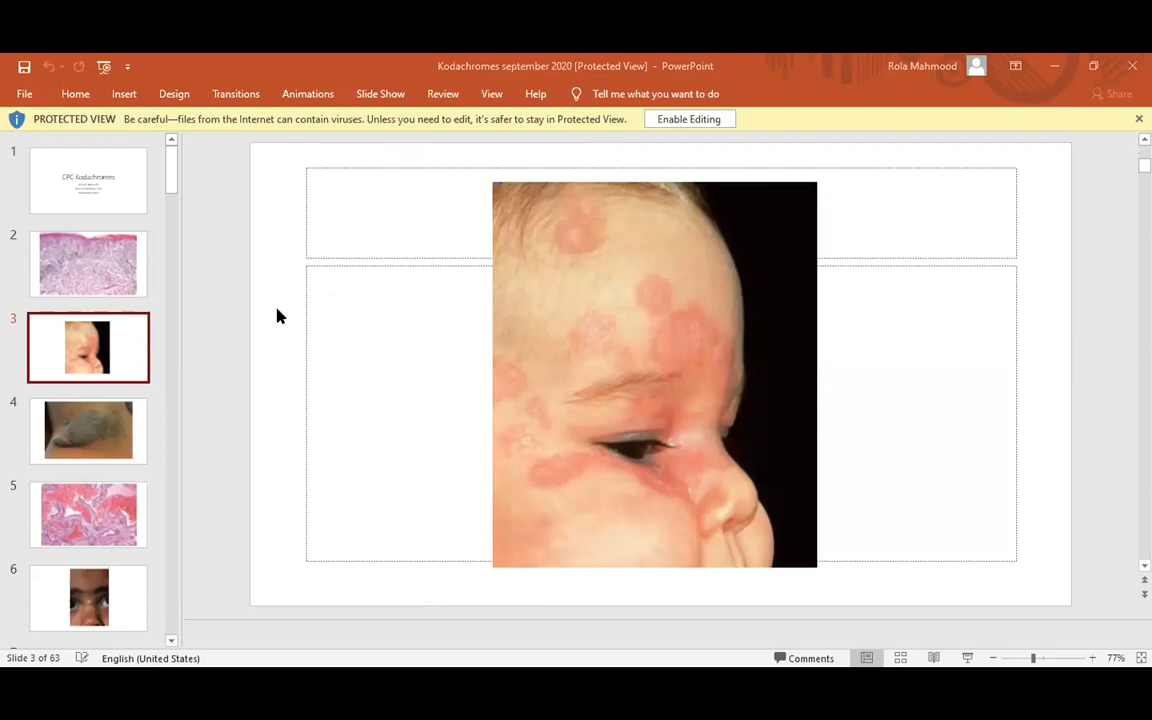 Kodachromes september 2020 [Protected View] - PowerPoint
Rola Mahmood
File Home Insert Design Transitions Animations Slide Show Review View Help Tell me what you want to do Share
PROTECTED VIEW Be careful—files from the Internet can contain viruses. Unless you need to edit, it's safer to stay in Protected View. Enable Editing
1
CPC Kodachromes
2
3
4
5
6
Slide 3 of 63 English (United States) Comments 77%